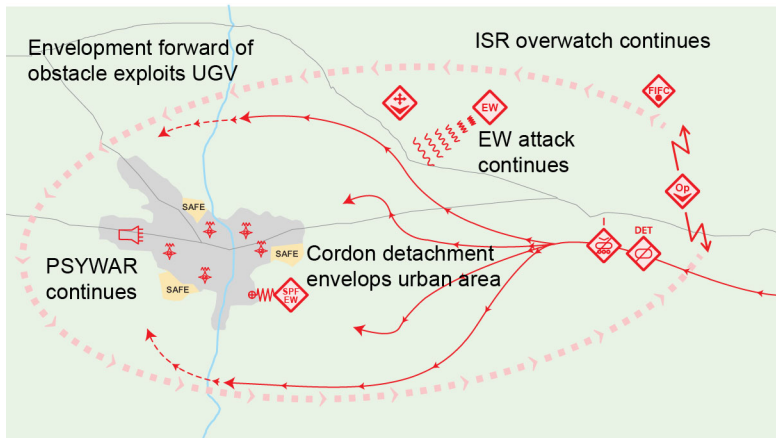 Envelopment forward of
obstacle exploits UGV
ISR overwatch continues
FIFC
EW
EW attack
continues
Op
SAFE
I
DET
SAFE
PSYWAR
continues
Cordon detachment
envelops urban area
SAFE
SPF
EW